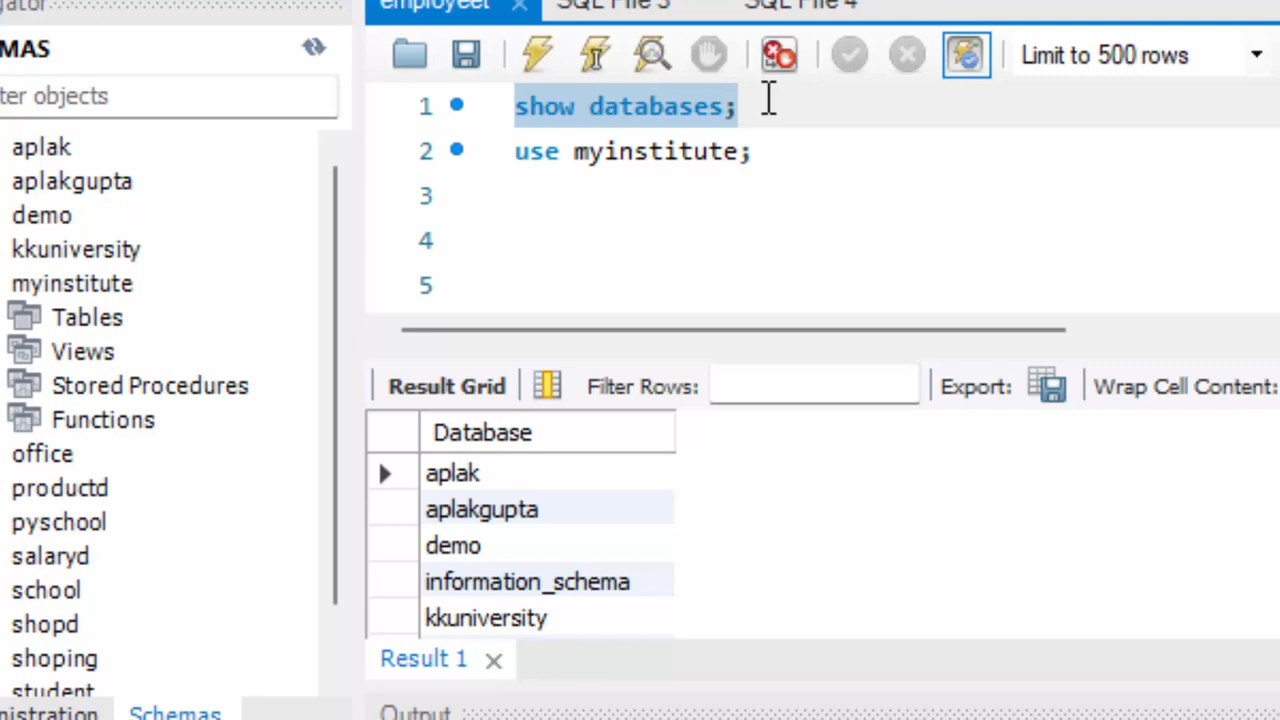 employeet
SQL File 3
SQL File 4
MAS
ter objects
aplak
aplakgupta
demo
kkuniversity
myinstitute
Tables
Views
Stored Procedures
Functions
office
productd
pyschool
salaryd
school
shopd
shoping
student
nistration Schemas
Limit to 500 rows
1 show databases;
2 use myinstitute;
3
4
5
Result Grid Filter Rows: Export: Wrap Cell Content:
Database
aplak
aplakgupta
demo
information_schema
kkuniversity
Result 1
Output